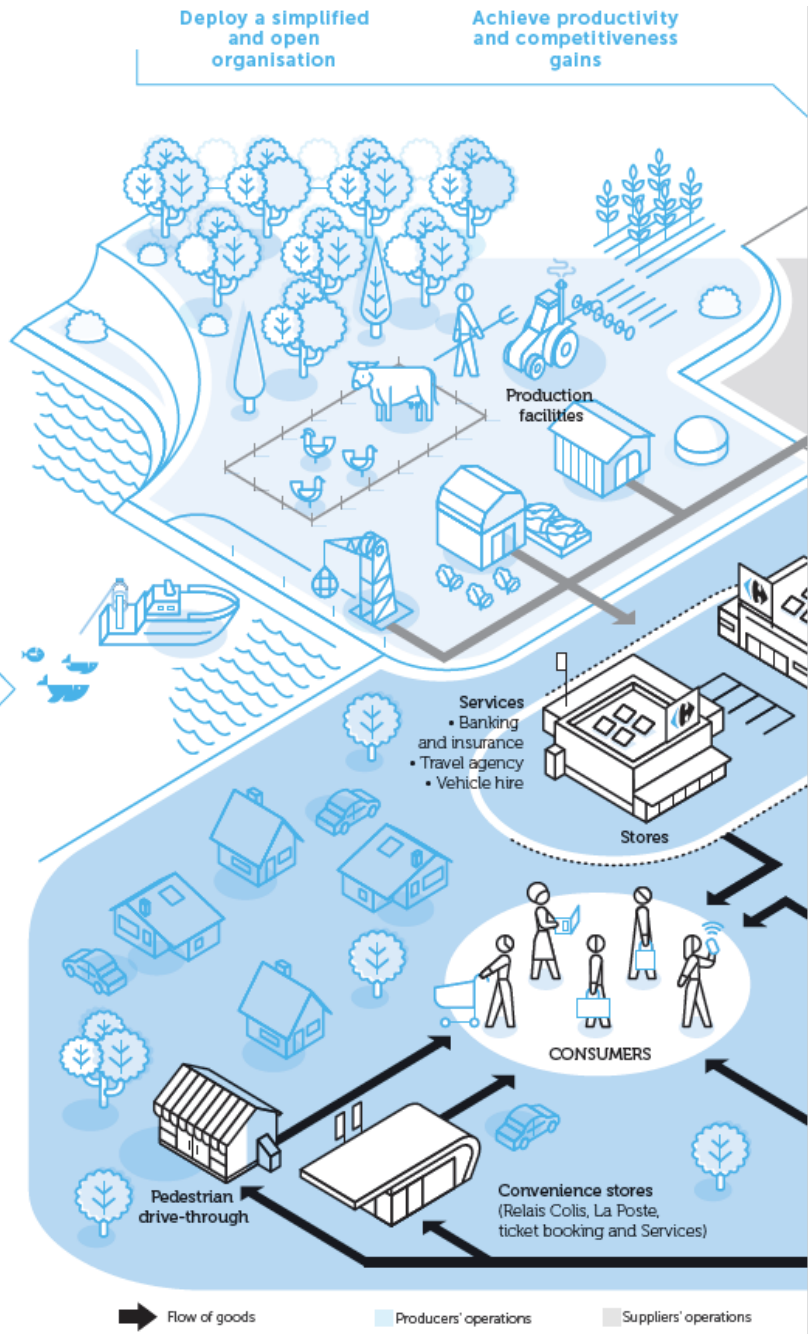 Deploy a simplified
and open
organisation
Achieve productivity
and competitiveness
gains
Production
facilities
Services
• Banking
and insurance
• Travel agency
• Vehicle hire
Stores
CONSUMERS
Pedestrian
drive-through
Convenience stores
(Relais Colis, La Poste,
ticket booking and Services)
Flow of goods
Producers' operations
Suppliers' operations